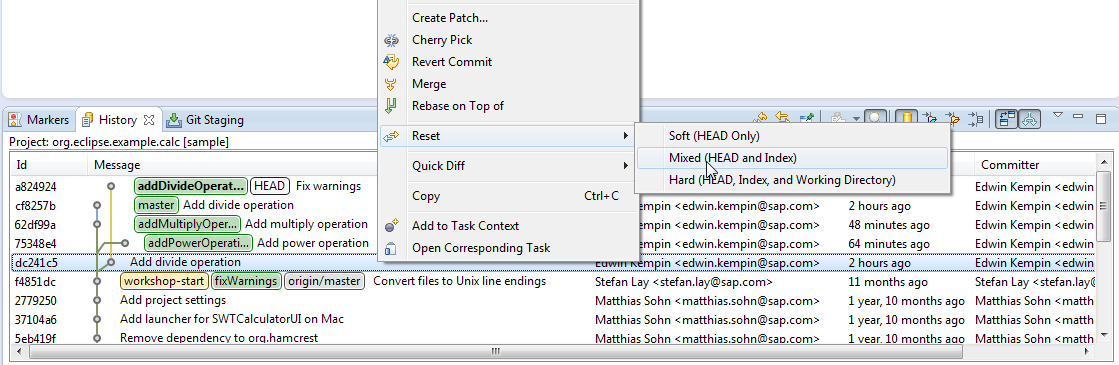 Create Patch...
Cherry Pick
Revert Commit
Merge
Rebase on Top of
Markers History Git Staging
Reset
Soft (HEAD Only)
Project: org.eclipse.example.calc [sample]
Mixed (HEAD and Index)
Id Message Quick Diff Committer
Hard (HEAD, Index, and Working Directory)
a824924 addDivideOperat... HEAD Fix warnings Edwin Kempin <edwin
Copy Ctrl+C
cf8257b master Add divide operation kempin@sap.com> 2 hours ago Edwin Kempin <edwin
62df99a addMultiplyOper... Add multiply operation Add to Task Context kempin@sap.com> 48 minutes ago Edwin Kempin <edwin
75348e4 addPowerOperati... Add power operation Open Corresponding Task kempin@sap.com> 64 minutes ago Edwin Kempin <edwin
dc241c5 Add divide operation Edwin Kempin <edwin.kempin@sap.com> 2 hours ago Edwin Kempin <edwin
f4851dc workshop-start fixWarnings origin/master Convert files to Unix line endings Stefan Lay <stefan.lay@sap.com> 11 months ago Stefan Lay <stefan.lay@s
2779250 Add project settings Matthias Sohn <matthias.sohn@sap.com> 1 year, 10 months ago Matthias Sohn <matthia
37104a6 Add launcher for SWTCalculatorUI on Mac Matthias Sohn <matthias.sohn@sap.com> 1 year, 10 months ago Matthias Sohn <matthia
5eb419f Remove dependency to org.hamcrest Matthias Sohn <matthias.sohn@sap.com> 1 year, 10 months ago Matthias Sohn <matthia